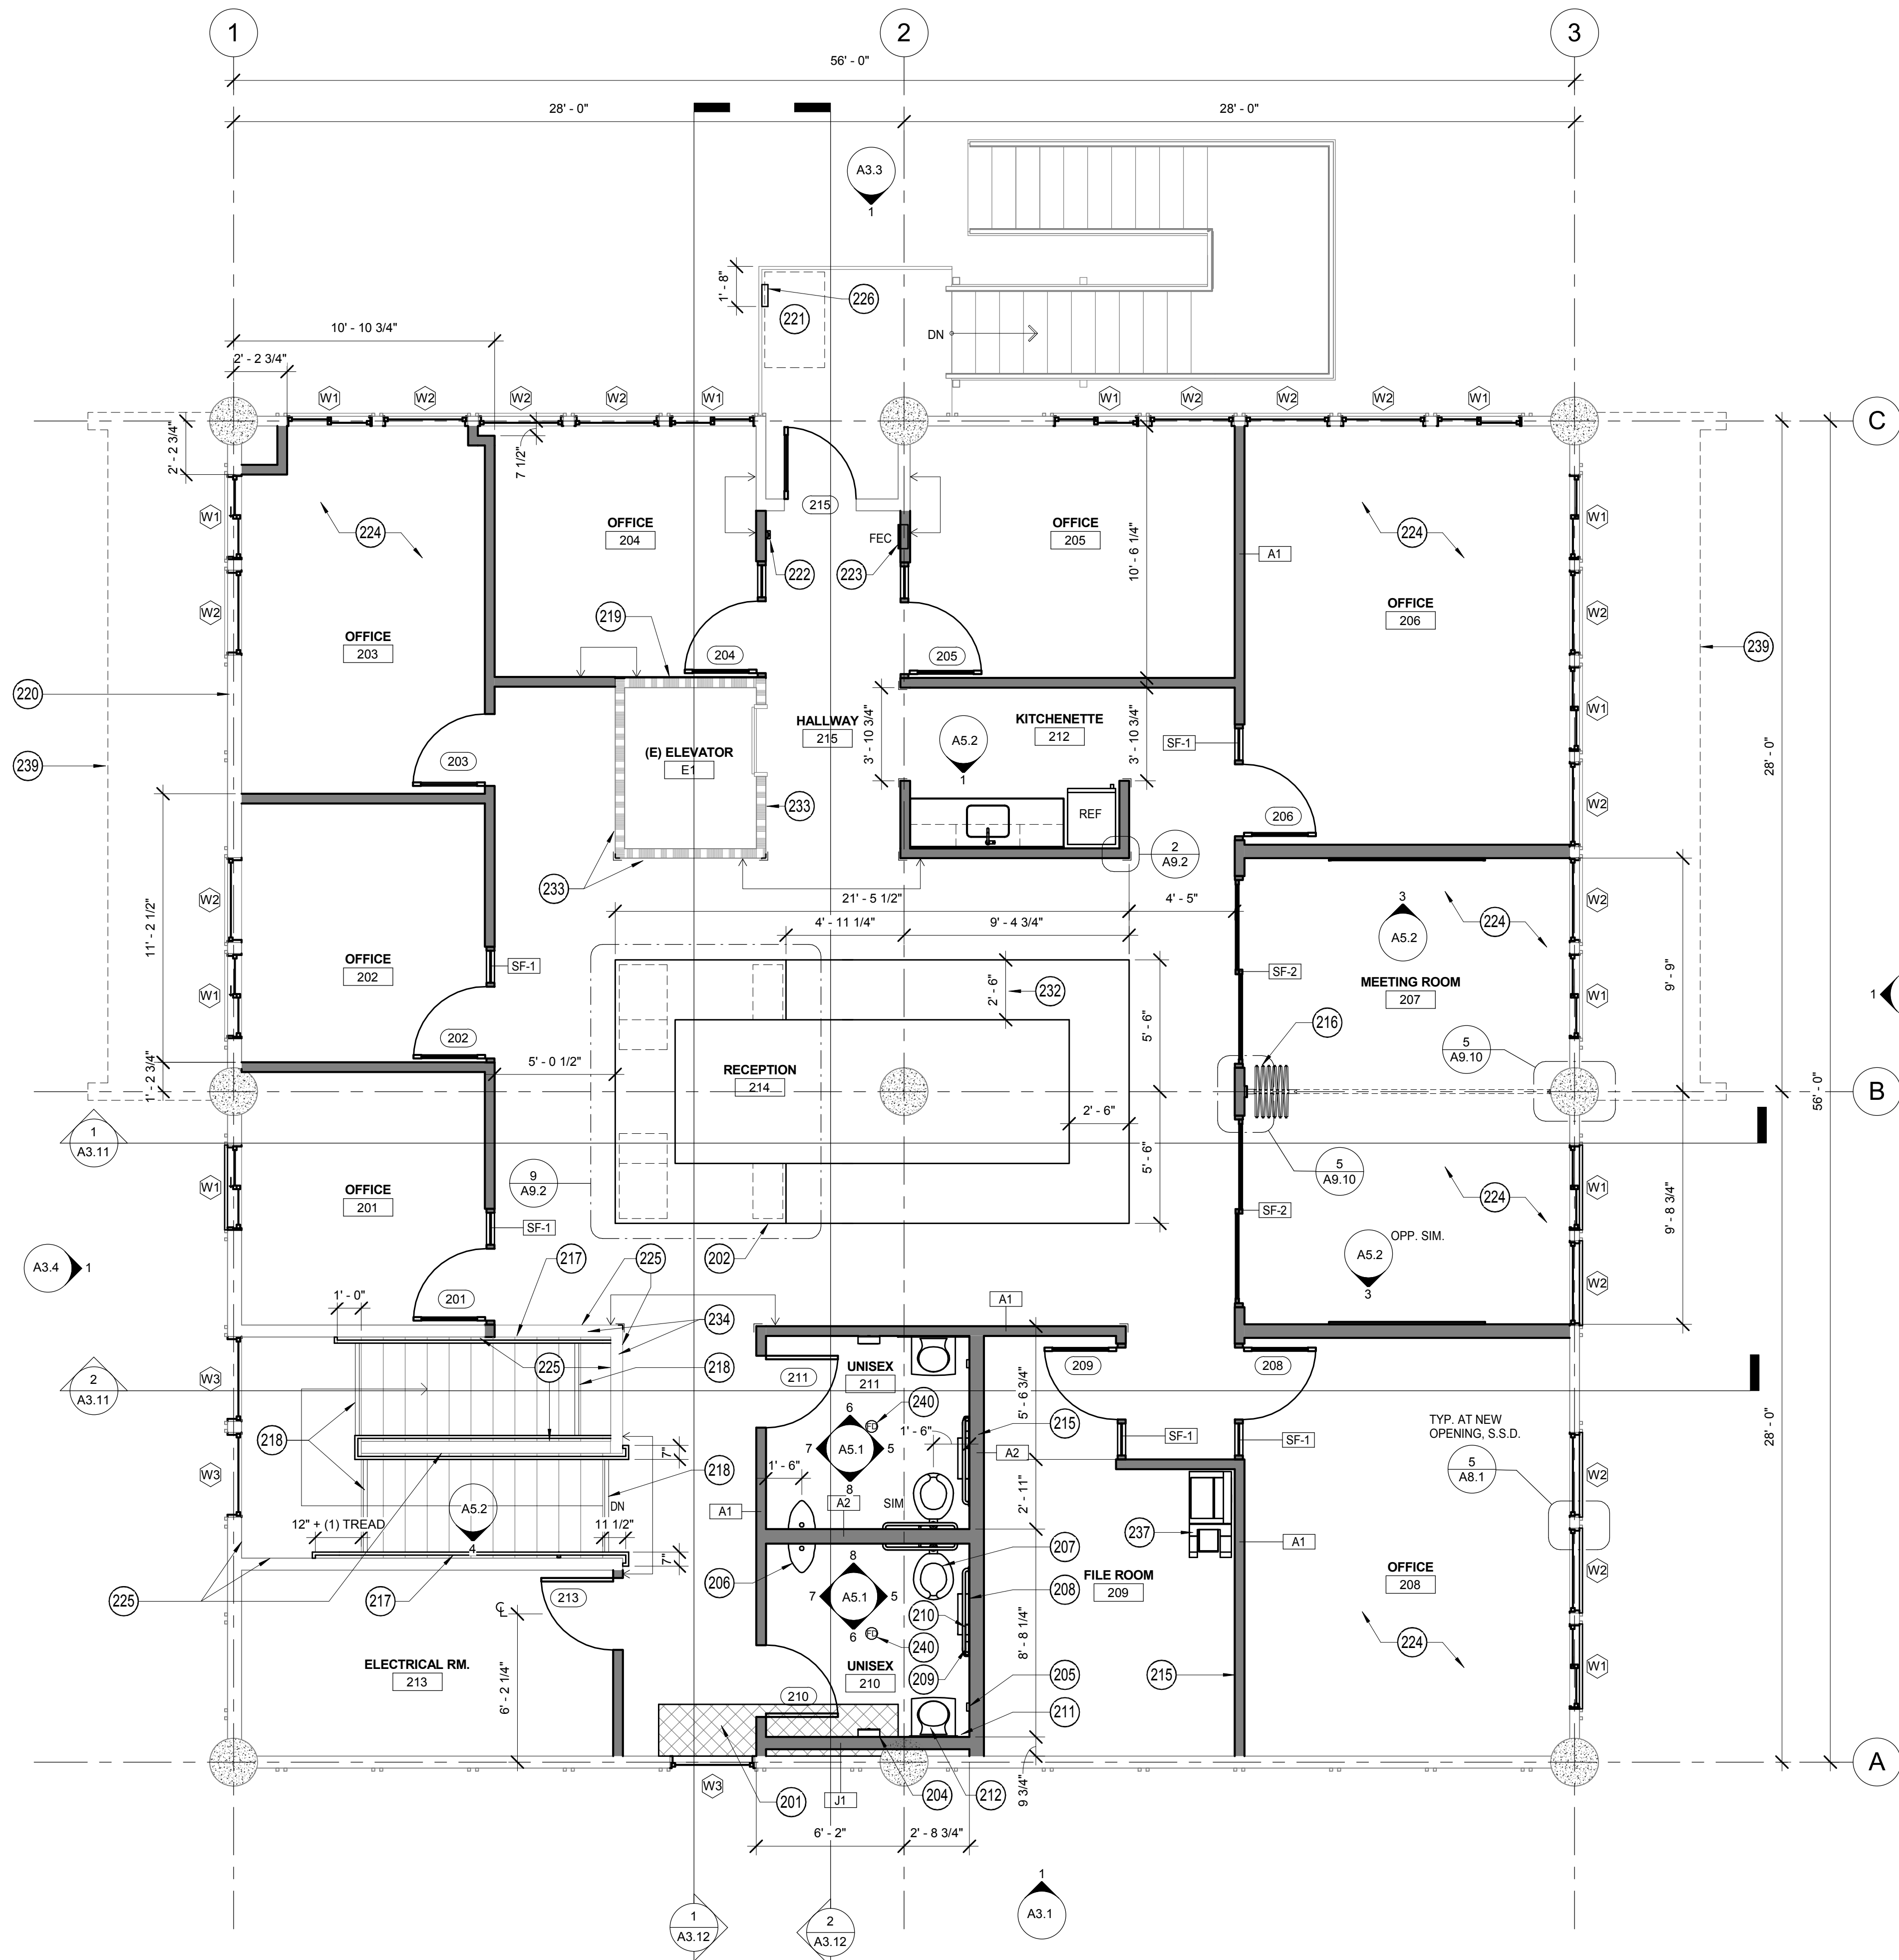 1
2
3
56' - 0"
28' - 0"
28' - 0"
A3.3
1
1' - 8"
226
221
DN
10' - 10 3/4"
2' - 2 3/4"
W1
W2
W2
W2
W1
W1
W2
W2
W2
W1
C
2' - 2 3/4"
7 1/2"
215
W1
224
OFFICE
204
FEC
OFFICE
205
10' - 6 1/4"
A1
224
W1
222
223
W2
OFFICE
203
219
204
205
OFFICE
206
W2
239
220
HALLWAY
215
3' - 10 3/4"
KITCHENETTE
212
3' - 10 3/4"
W1
(E) ELEVATOR
E1
A5.2
1
SF-1
28' - 0"
239
203
233
REF
206
W2
2
A9.2
233
21' - 5 1/2"
4' - 5"
W2
11' - 2 1/2"
4' - 11 1/4"
9' - 4 3/4"
3
A5.2
224
W2
OFFICE
202
SF-1
SF-2
MEETING ROOM
207
9' - 9"
W1
2' - 6"
232
W1
1
202
5' - 6"
216
5
A9.10
1' - 2 3/4"
5' - 0 1/2"
RECEPTION
214
B
56' - 0"
2' - 6"
1
A3.11
5' - 6"
5
A9.10
W1
OFFICE
201
9
A9.2
224
W1
SF-1
SF-2
9' - 8 3/4"
OPP. SIM.
A5.2
3
A3.4
1
217
225
202
W2
1' - 0"
201
234
A1
225
218
211
UNISEX
211
209
208
2
A3.11
W3
5' - 6 3/4"
240
FD
6
A5.1
7
5
8
1' - 6"
215
TYP. AT NEW
OPENING, S.S.D.
28' - 0"
218
7"
SF-1
SF-1
W3
218
1' - 6"
A2
5
A8.1
W2
A5.2
4
DN
A1
A2
SIM
2' - 11"
12" + (1) TREAD
11 1/2"
237
A1
7"
207
206
8
A5.1
7
5
6
FILE ROOM
209
OFFICE
208
W2
225
217
213
208
210
CL
FD
240
8' - 8 1/4"
224
ELECTRICAL RM.
213
UNISEX
210
209
215
W1
6' - 2 1/4"
210
205
211
A
W3
201
J1
204
212
9 3/4"
6' - 2"
2' - 8 3/4"
1
A3.12
2
A3.12
1
A3.1